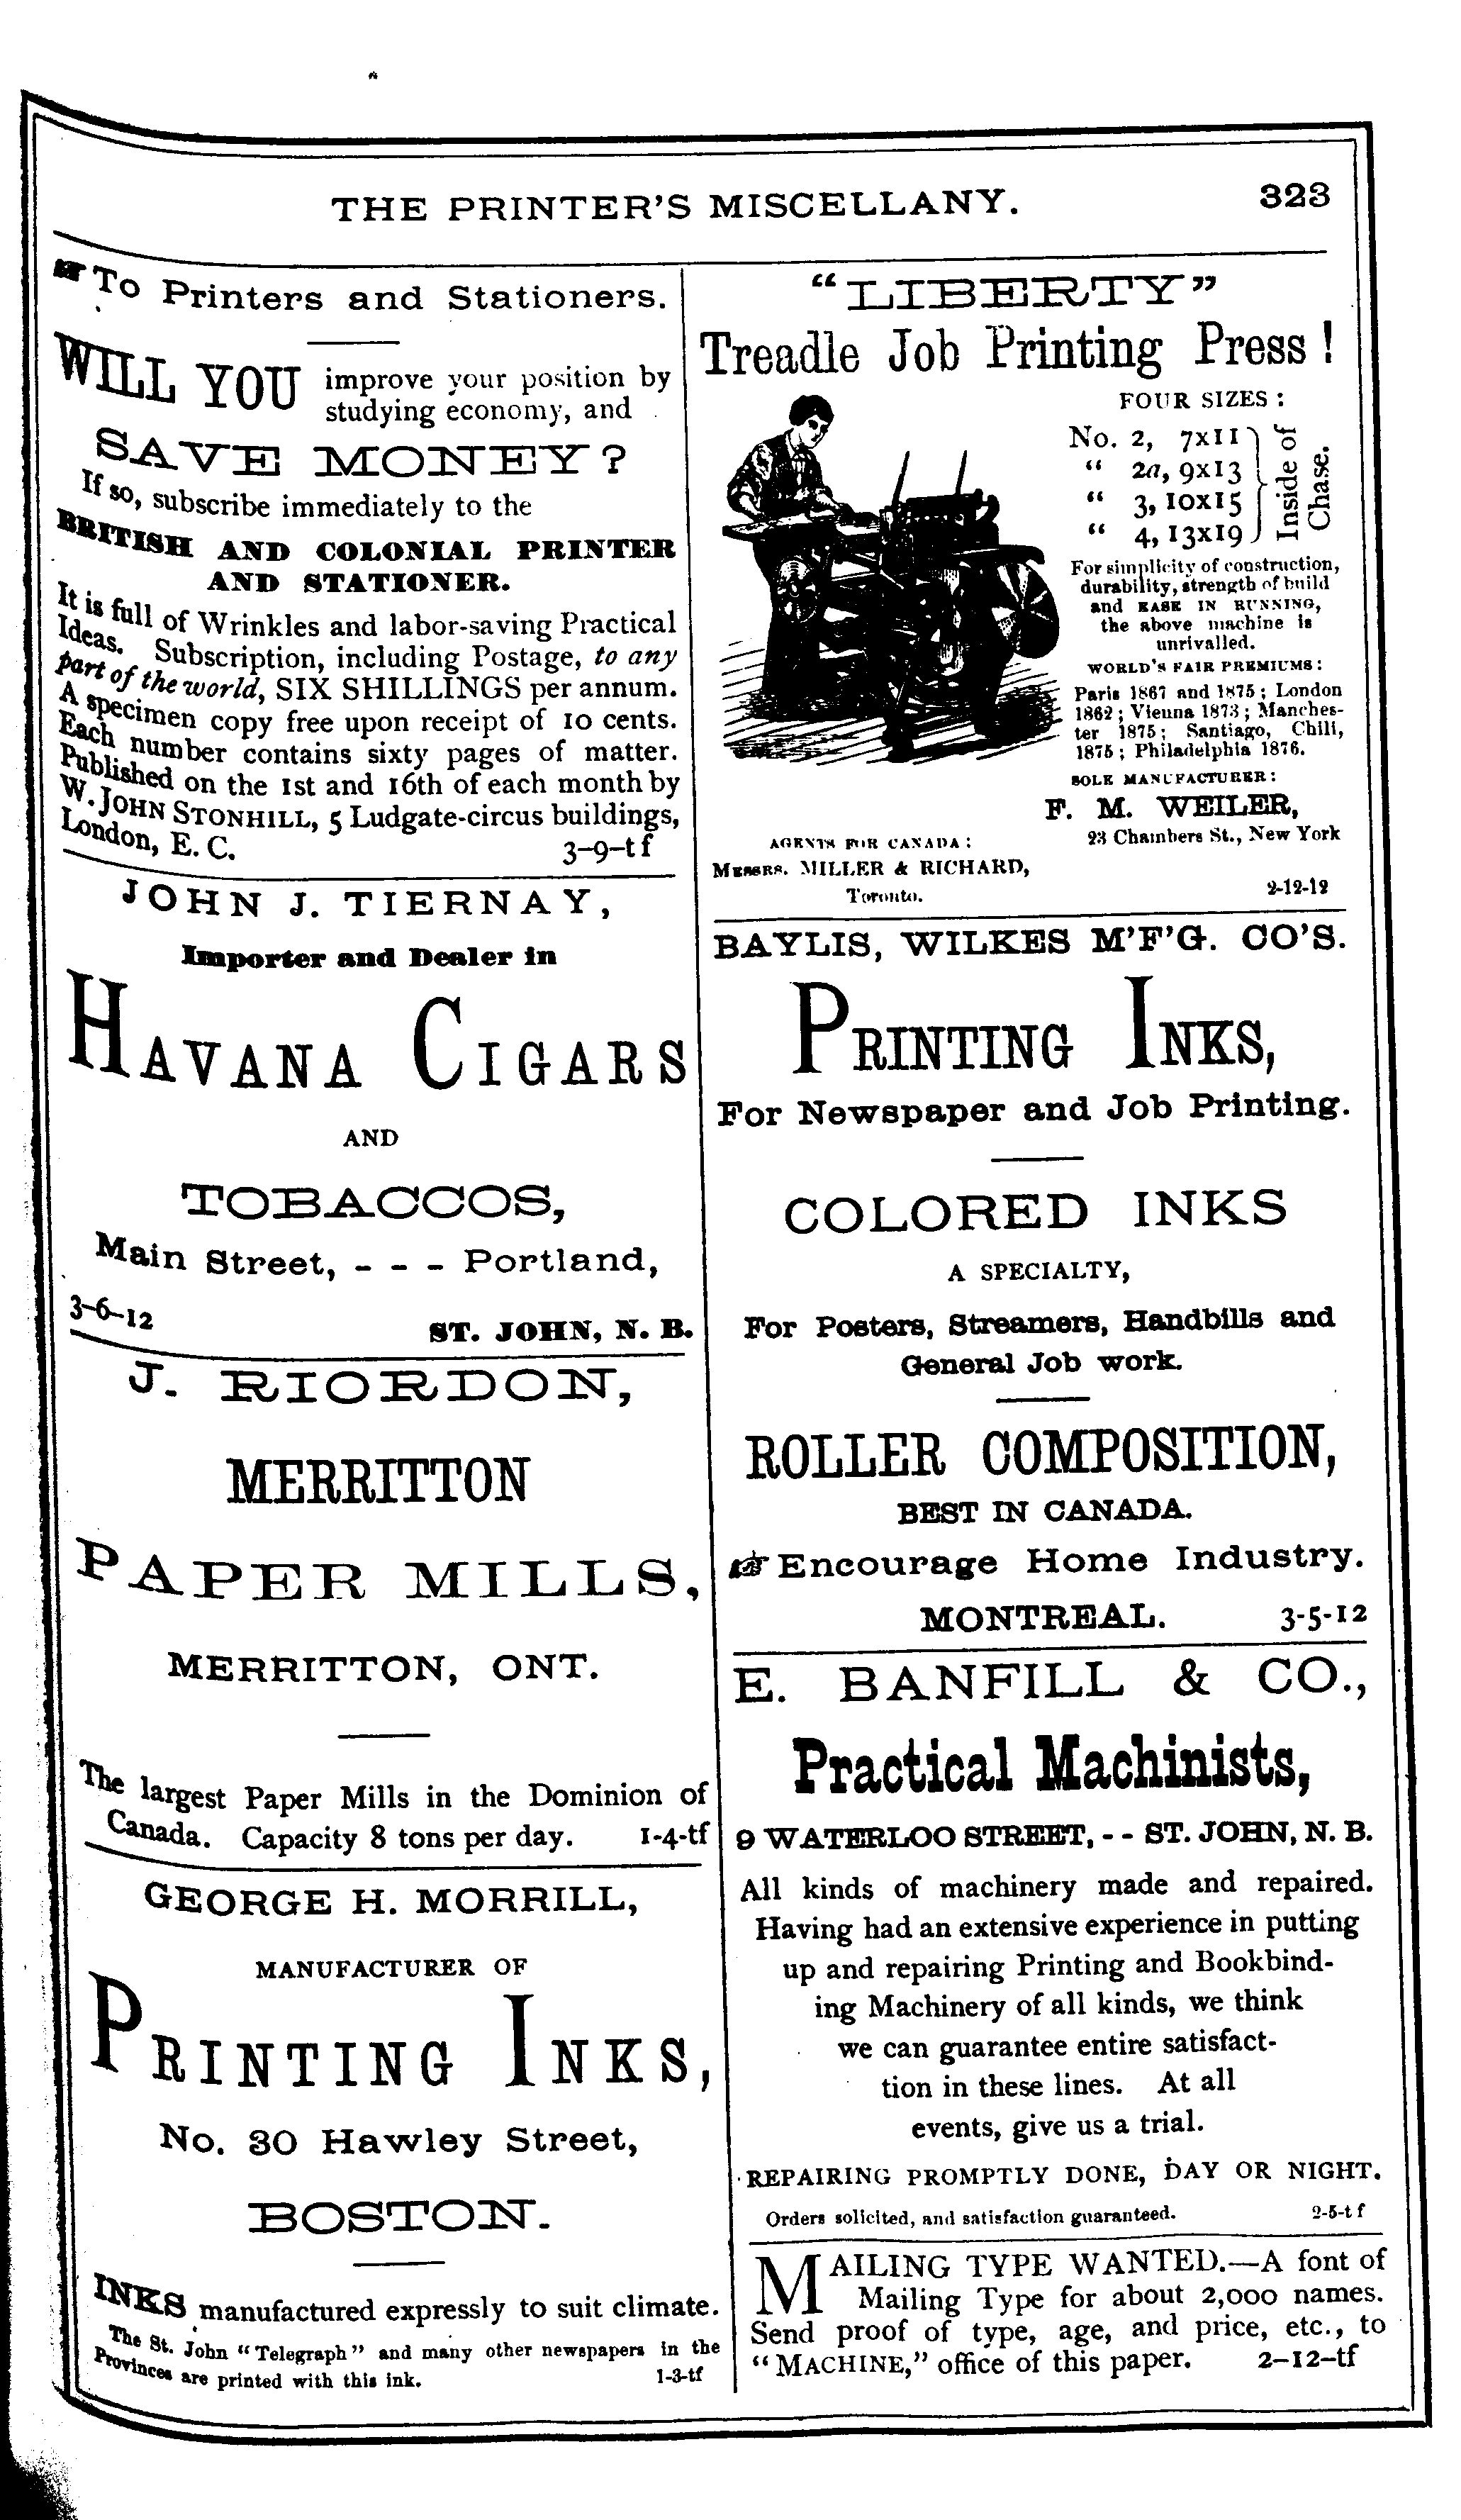 THE PRINTER'S MISCELLANY. 323
☞ To Printers and Stationers.
WILL YOU improve your position by
studying economy, and
SAVE MONEY?
If so, subscribe immediately to the
BRITISH AND COLONIAL PRINTER
AND STATIONER.
It is full of Wrinkles and labor-saving Practical
Ideas. Subscription, including Postage, to any
part of the world, SIX SHILLINGS per annum.
A specimen copy free upon receipt of 10 cents.
Each number contains sixty pages of matter.
Published on the 1st and 16th of each month by
W. JOHN STONHILL, 5 Ludgate-circus buildings,
London, E. C. 3-9-tf
JOHN J. TIERNAY,
Importer and Dealer in
HAVANA CIGARS
AND
TOBACCOS,
Main Street, - - - Portland,
3-6-12 ST. JOHN, N. B.
J. RIORDON,
MERRITTON
PAPER MILLS,
MERRITTON, ONT.
The largest Paper Mills in the Dominion of
Canada. Capacity 8 tons per day. 1-4-tf
GEORGE H. MORRILL,
MANUFACTURER OF
PRINTING INKS,
No. 30 Hawley Street,
BOSTON.
INKS manufactured expressly to suit climate.
The St. John "Telegraph" and many other newspapers in the
Provinces are printed with this ink. 1-3-tf
"LIBERTY"
Treadle Job Printing Press!
FOUR SIZES:
No. 2, 7x11
" 2a, 9x13
" 3, 10x15
" 4, 13x19
Inside of
Chase.
For simplicity of construction,
durability, strength of build
and EASE IN RUNNING,
the above machine is
unrivalled.
WORLD'S FAIR PREMIUMS:
Paris 1867 and 1875; London
1862; Vienna 1873; Manches-
ter 1875; Santiago, Chili,
1875; Philadelphia 1876.
SOLE MANUFACTURER:
F. M. WEILER,
23 Chambers St., New York
AGENTS FOR CANADA:
MESSRS. MILLER & RICHARD,
Toronto. 2-12-12
BAYLIS, WILKES M'F'G. CO'S.
PRINTING INKS,
For Newspaper and Job Printing.
COLORED INKS
A SPECIALTY,
For Posters, Streamers, Handbills and
General Job work.
ROLLER COMPOSITION,
BEST IN CANADA.
☞ Encourage Home Industry.
MONTREAL. 3-5-12
E. BANFILL & CO.,
Practical Machinists,
9 WATERLOO STREET, - - ST. JOHN, N. B.
All kinds of machinery made and repaired.
Having had an extensive experience in putting
up and repairing Printing and Bookbind-
ing Machinery of all kinds, we think
we can guarantee entire satisfact-
tion in these lines. At all
events, give us a trial.
REPAIRING PROMPTLY DONE, DAY OR NIGHT.
Orders solicited, and satisfaction guaranteed. 2-5-tf
MAILING TYPE WANTED.—A font of
Mailing Type for about 2,000 names.
Send proof of type, age, and price, etc., to
"MACHINE," office of this paper. 2-12-tf